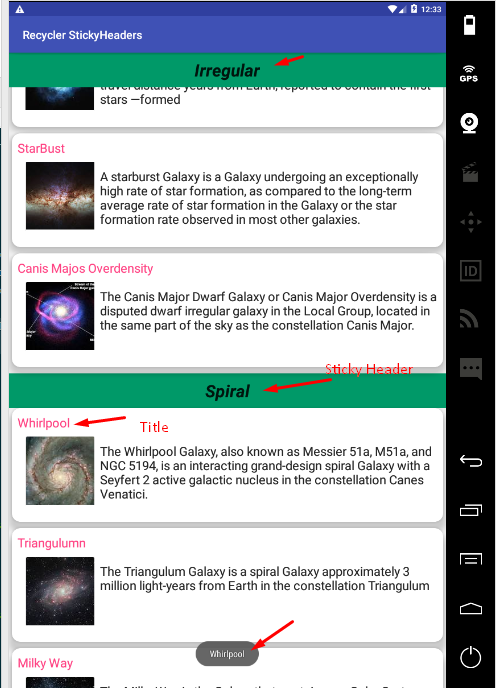 12:33
Recycler StickyHeaders
Irregular
travel distance years from Earth, reported to contain the first
stars —formed
StarBust
A starburst Galaxy is a Galaxy undergoing an exceptionally
high rate of star formation, as compared to the long-term
average rate of star formation in the Galaxy or the star
formation rate observed in most other galaxies.
Canis Majos Overdensity
The Canis Major Dwarf Galaxy or Canis Major Overdensity is a
disputed dwarf irregular galaxy in the Local Group, located in
the same part of the sky as the constellation Canis Major.
Sticky Header
Spiral
Whirlpool
Title
The Whirlpool Galaxy, also known as Messier 51a, M51a, and
NGC 5194, is an interacting grand-design spiral Galaxy with a
Seyfert 2 active galactic nucleus in the constellation Canes
Venatici.
Triangulumn
The Triangulum Galaxy is a spiral Galaxy approximately 3
million light-years from Earth in the constellation Triangulum
Whirlpool
Milky Way
GPS
ID